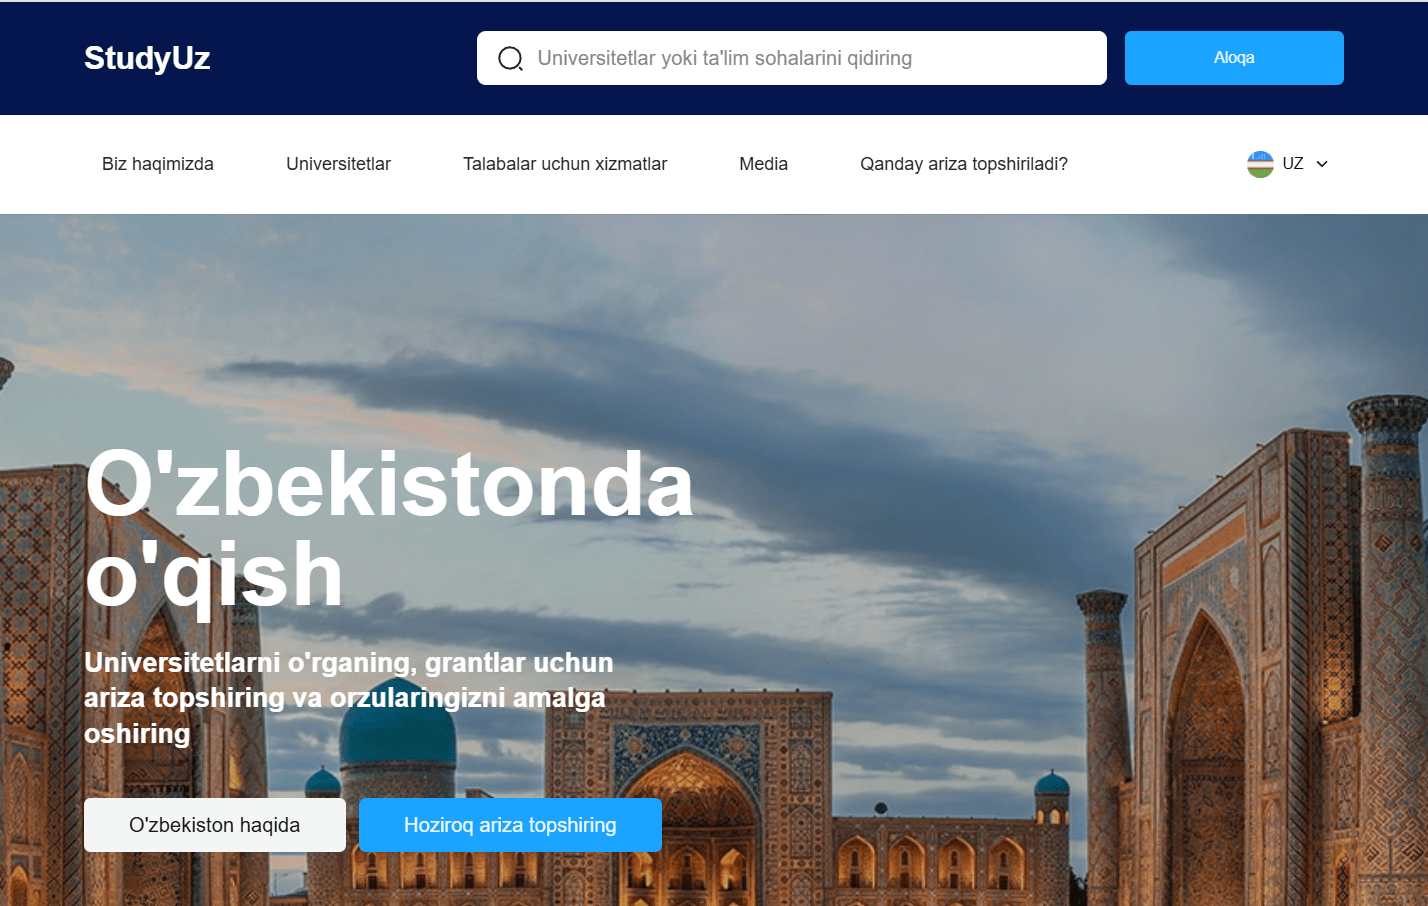 StudyUz
Universitetlar yoki ta'lim sohalarini qidiring
Aloqa
Biz haqimizda
Universitetlar
Talabalar uchun xizmatlar
Media
Qanday ariza topshiriladi?
UZ
O'zbekistonda
o'qish
Universitetlarni o'rganing, grantlar uchun
ariza topshiring va orzularingizni amalga
oshiring
O'zbekiston haqida
Hoziroq ariza topshiring